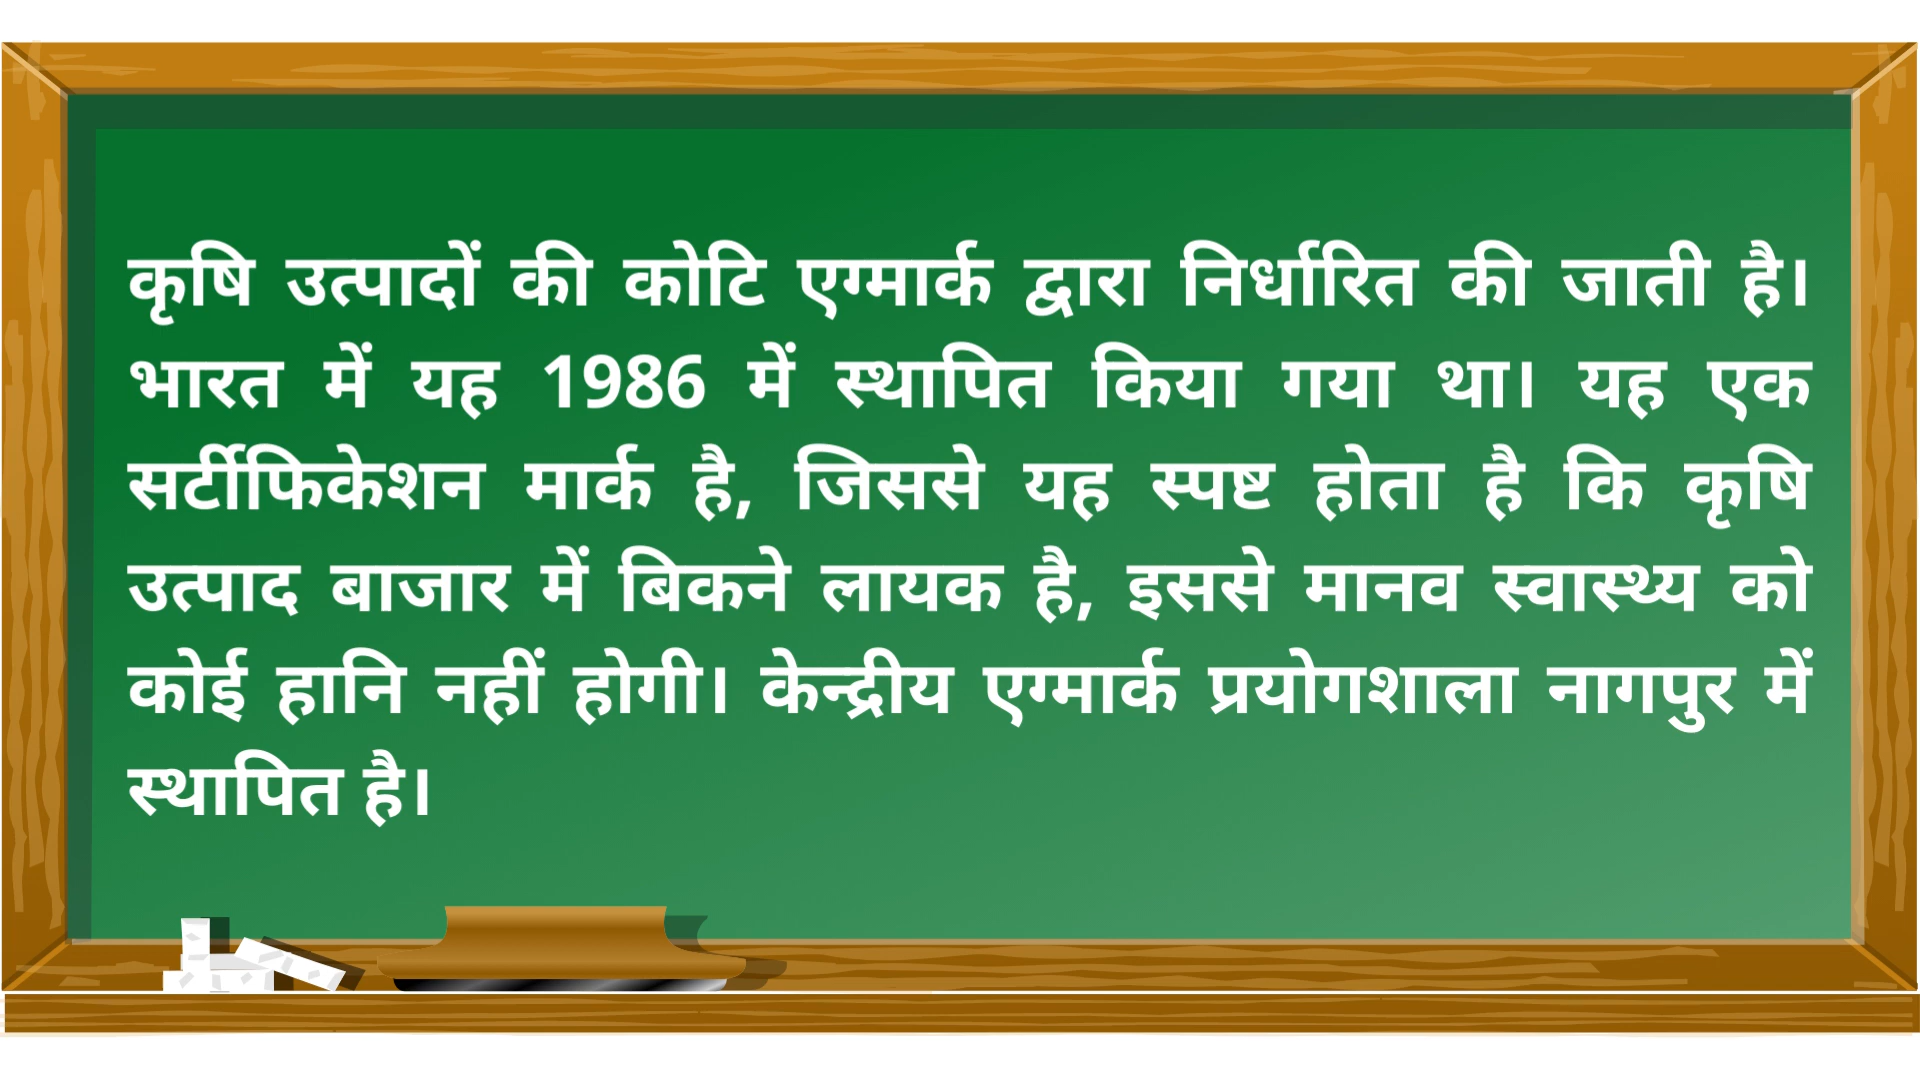 कृषि उत्पादों की कोटि एग्मार्क द्वारा निर्धारित की जाती है।
भारत में यह 1986 में स्थापित किया गया था। यह एक
सर्टीफिकेशन मार्क है, जिससे यह स्पष्ट होता है कि कृषि
उत्पाद बाजार में बिकने लायक है, इससे मानव स्वास्थ्य को
कोई हानि नहीं होगी। केन्द्रीय एग्मार्क प्रयोगशाला नागपुर में
स्थापित है।